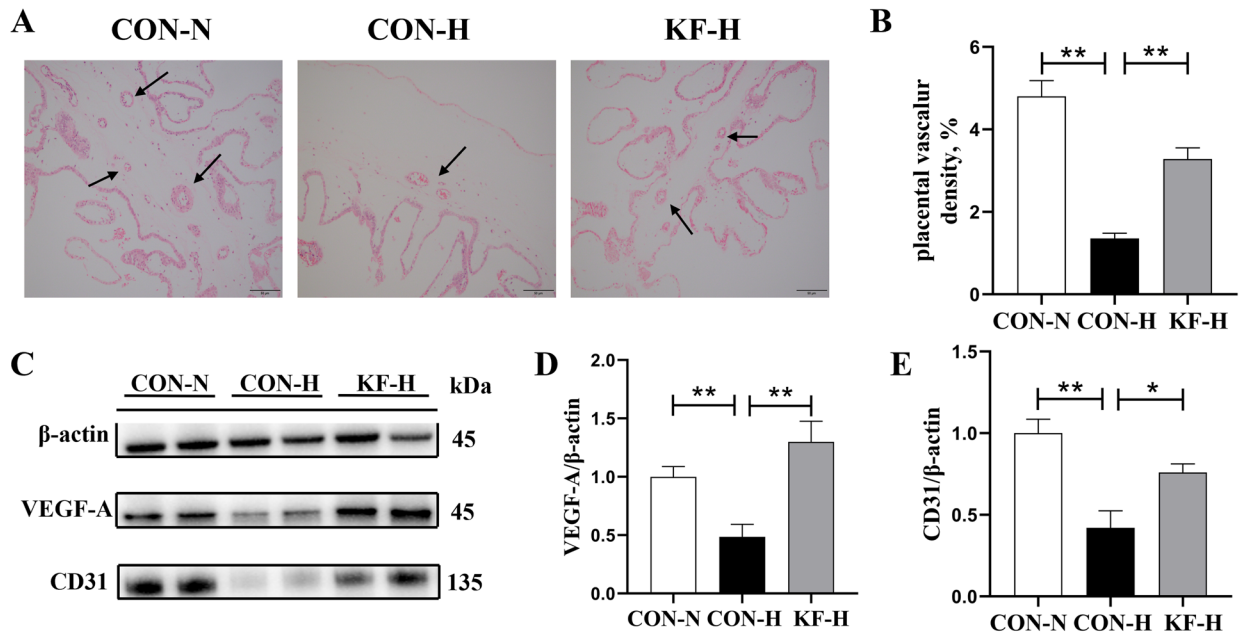 A
CON-N
CON-H
KF-H
B
placental vascalur
density, %
6
4
2
0
**
**
CON-N
CON-H
KF-H
C
CON-N
CON-H
KF-H
kDa
β-actin
45
VEGF-A
45
CD31
135
D
VEGF-A/β-actin
2.0
1.5
1.0
0.5
0.0
**
**
CON-N
CON-H
KF-H
E
CD31/β-actin
1.5
1.0
0.5
0.0
**
*
CON-N
CON-H
KF-H